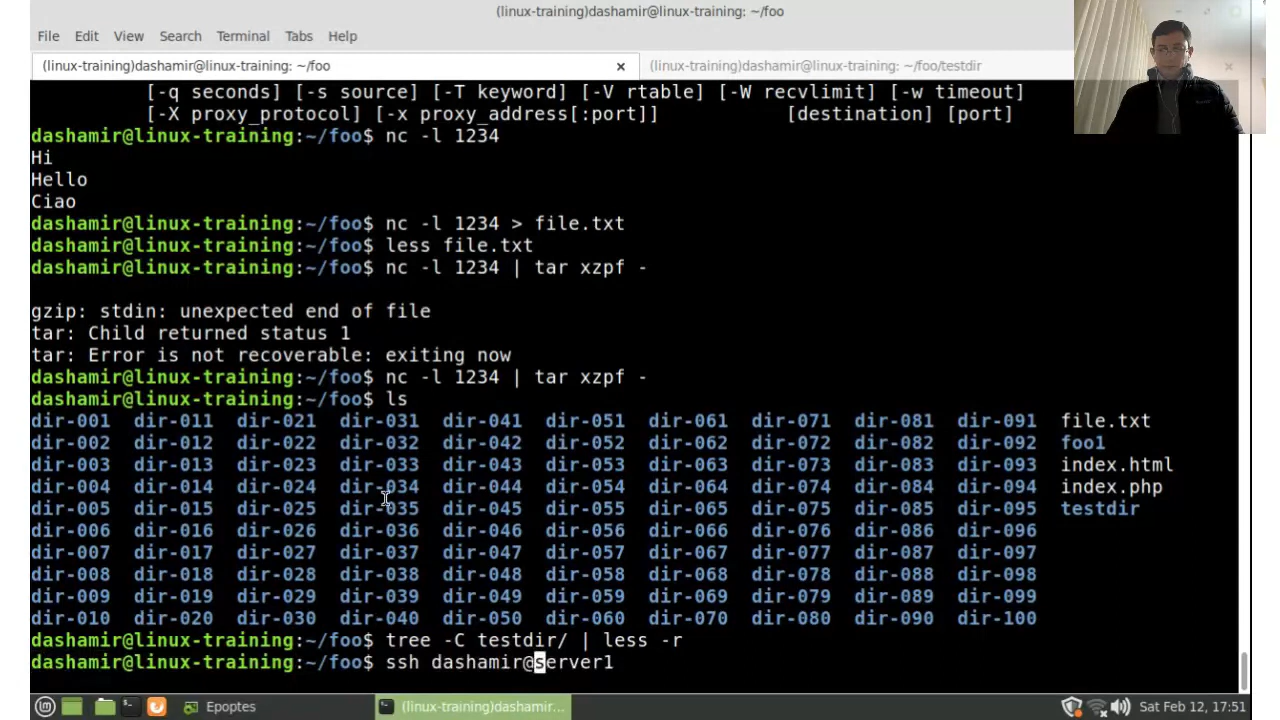 (linux-training)dashamir@linux-training: ~/foo
File Edit View Search Terminal Tabs Help
(linux-training)dashamir@linux-training: ~/foo × (linux-training)dashamir@linux-training: ~/foo/testdir ×
[-q seconds] [-s source] [-T keyword] [-V rtable] [-W recvlimit] [-w timeout]
[-X proxy_protocol] [-x proxy_address[:port]] [destination] [port]
dashamir@linux-training:~/foo$ nc -l 1234
Hi
Hello
Ciao
dashamir@linux-training:~/foo$ nc -l 1234 > file.txt
dashamir@linux-training:~/foo$ less file.txt
dashamir@linux-training:~/foo$ nc -l 1234 | tar xzpf -
gzip: stdin: unexpected end of file
tar: Child returned status 1
tar: Error is not recoverable: exiting now
dashamir@linux-training:~/foo$ nc -l 1234 | tar xzpf -
dashamir@linux-training:~/foo$ ls
dir-001 dir-011 dir-021 dir-031 dir-041 dir-051 dir-061 dir-071 dir-081 dir-091 file.txt
dir-002 dir-012 dir-022 dir-032 dir-042 dir-052 dir-062 dir-072 dir-082 dir-092 foo1
dir-003 dir-013 dir-023 dir-033 dir-043 dir-053 dir-063 dir-073 dir-083 dir-093 index.html
dir-004 dir-014 dir-024 dir-034 dir-044 dir-054 dir-064 dir-074 dir-084 dir-094 index.php
dir-005 dir-015 dir-025 dir-035 dir-045 dir-055 dir-065 dir-075 dir-085 dir-095 testdir
dir-006 dir-016 dir-026 dir-036 dir-046 dir-056 dir-066 dir-076 dir-086 dir-096
dir-007 dir-017 dir-027 dir-037 dir-047 dir-057 dir-067 dir-077 dir-087 dir-097
dir-008 dir-018 dir-028 dir-038 dir-048 dir-058 dir-068 dir-078 dir-088 dir-098
dir-009 dir-019 dir-029 dir-039 dir-049 dir-059 dir-069 dir-079 dir-089 dir-099
dir-010 dir-020 dir-030 dir-040 dir-050 dir-060 dir-070 dir-080 dir-090 dir-100
dashamir@linux-training:~/foo$ tree -C testdir/ | less -r
dashamir@linux-training:~/foo$ ssh dashamir@server1
Epoptes (linux-training)dashamir... Sat Feb 12, 17:51